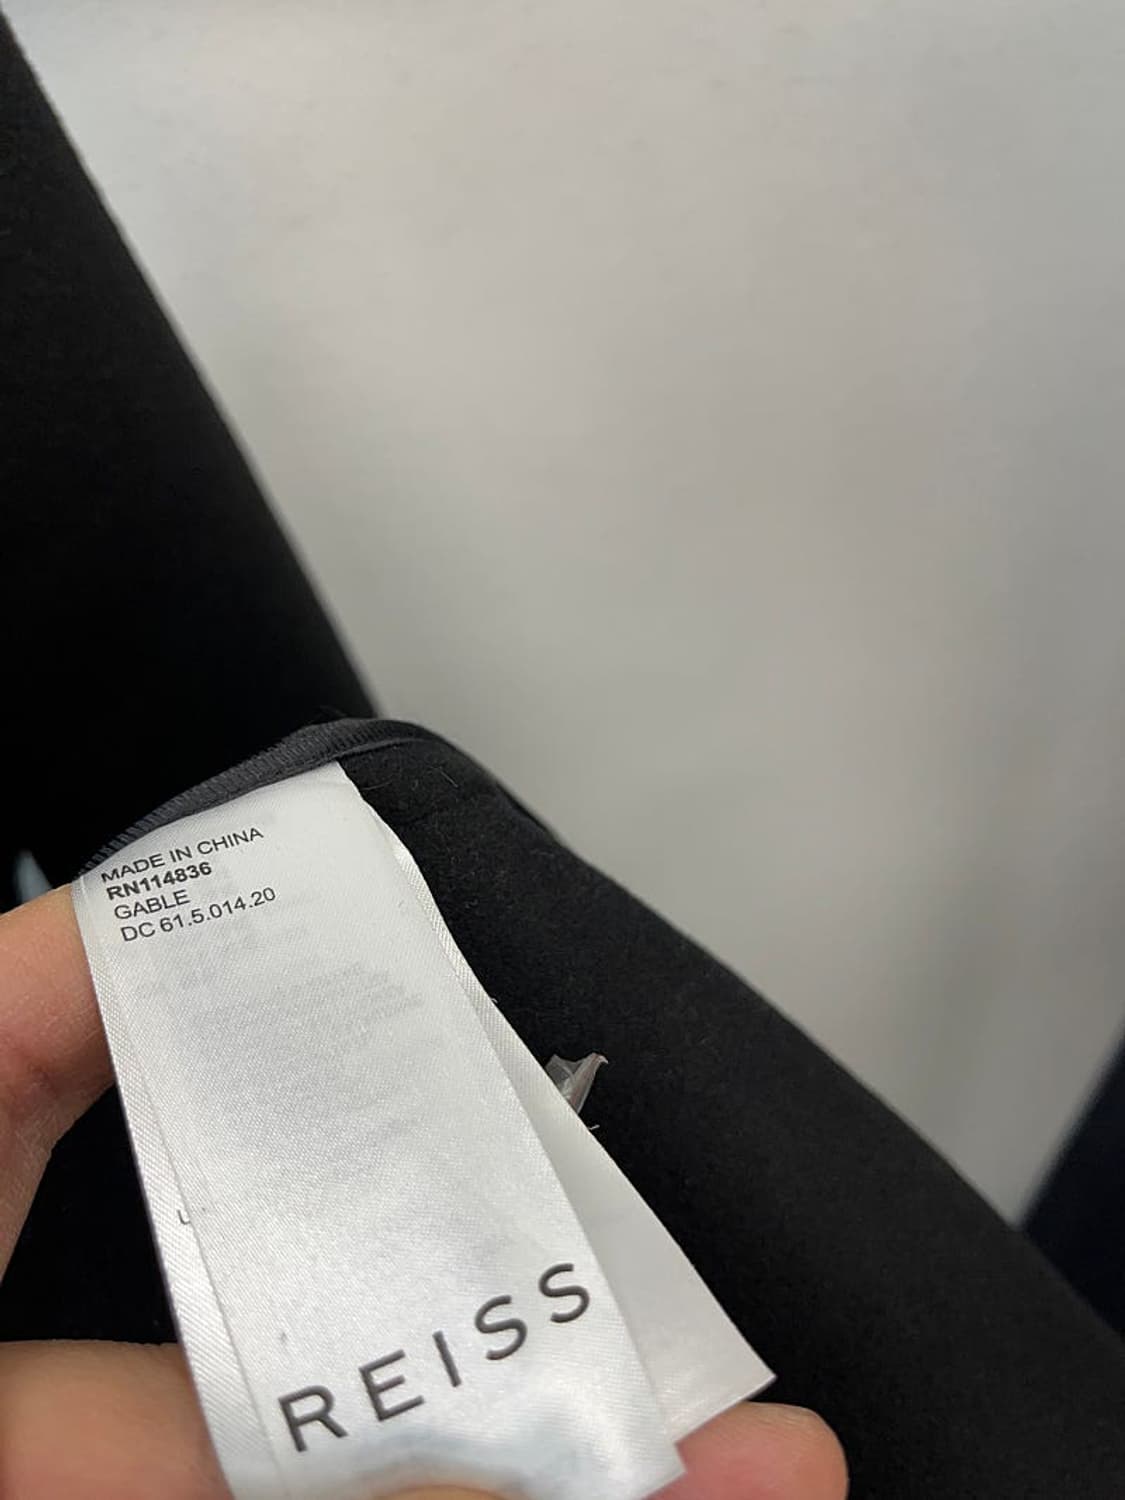 MADE IN CHINA
RN114836
GABLE
DC 61.5.014.20
REISS